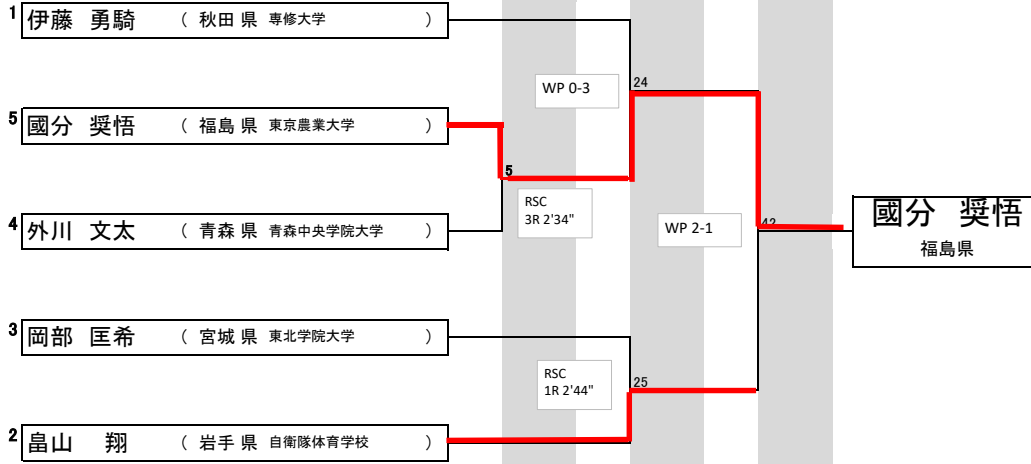 1 伊藤 勇騎 ( 秋田 県 専修大学 )
WP 0-3
24
5 國分 奨悟 ( 福島 県 東京農業大学 )
5
RSC
3R 2'34"
4 外川 文太 ( 青森 県 青森中央学院大学 )
WP 2-1
42
國分 奨悟
福島県
3 岡部 匡希 ( 宮城 県 東北学院大学 )
RSC
1R 2'44"
25
2 畠山 翔 ( 岩手 県 自衛隊体育学校 )